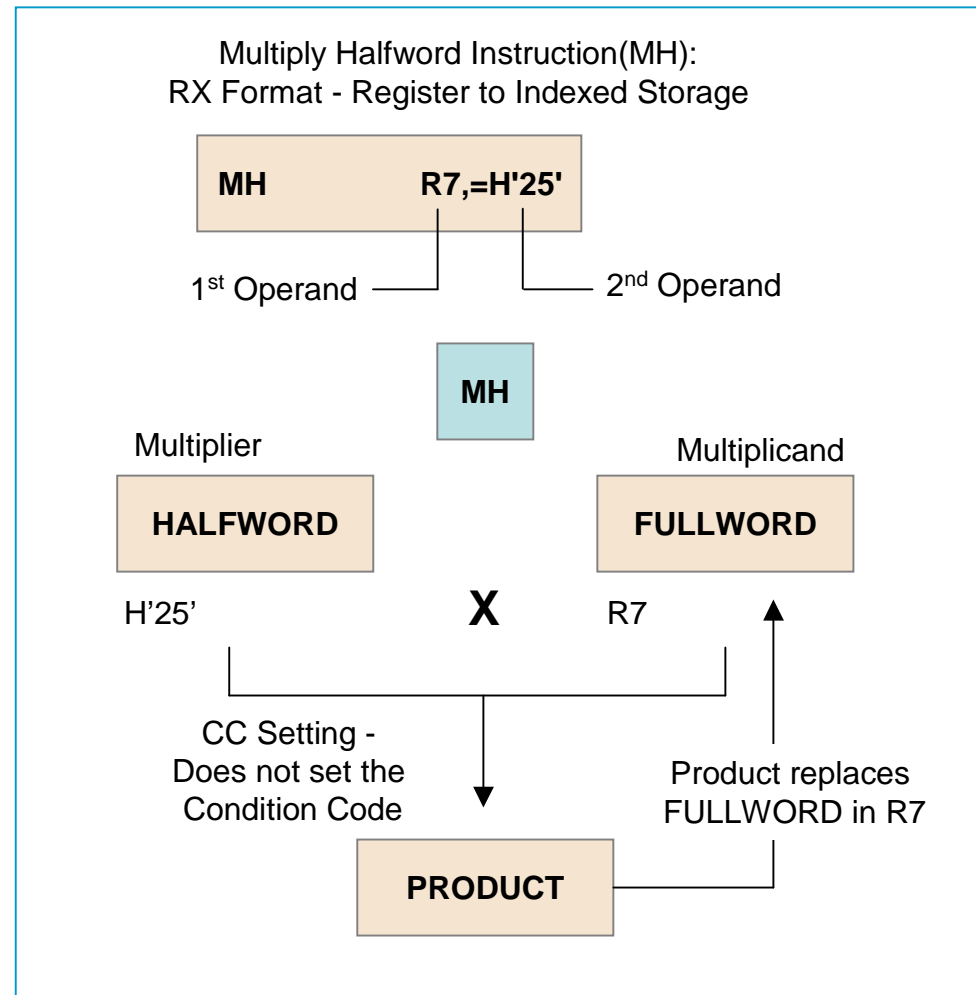 Multiply Halfword Instruction(MH):
RX Format - Register to Indexed Storage
MH R7,=H'25'
1st Operand
2nd Operand
MH
Multiplier
Multiplicand
HALFWORD
FULLWORD
H’25’
X
R7
CC Setting -
Does not set the
Condition Code
Product replaces
FULLWORD in R7
PRODUCT